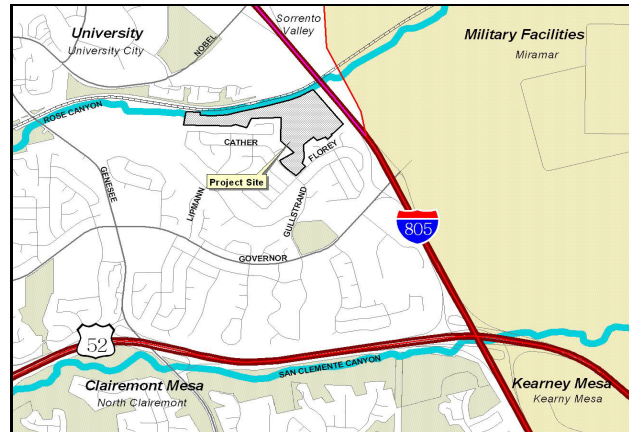 University
University City
NOBEL
Sorrento
Valley
Military Facilities
Miramar
ROSE CANYON
CATHER
FLOREY
Project Site
GENESEE
LIPMANN
GULLSTRAND
805
GOVERNOR
52
SAN CLEMENTE CANYON
Clairemont Mesa
North Clairemont
Kearney Mesa
Kearny Mesa